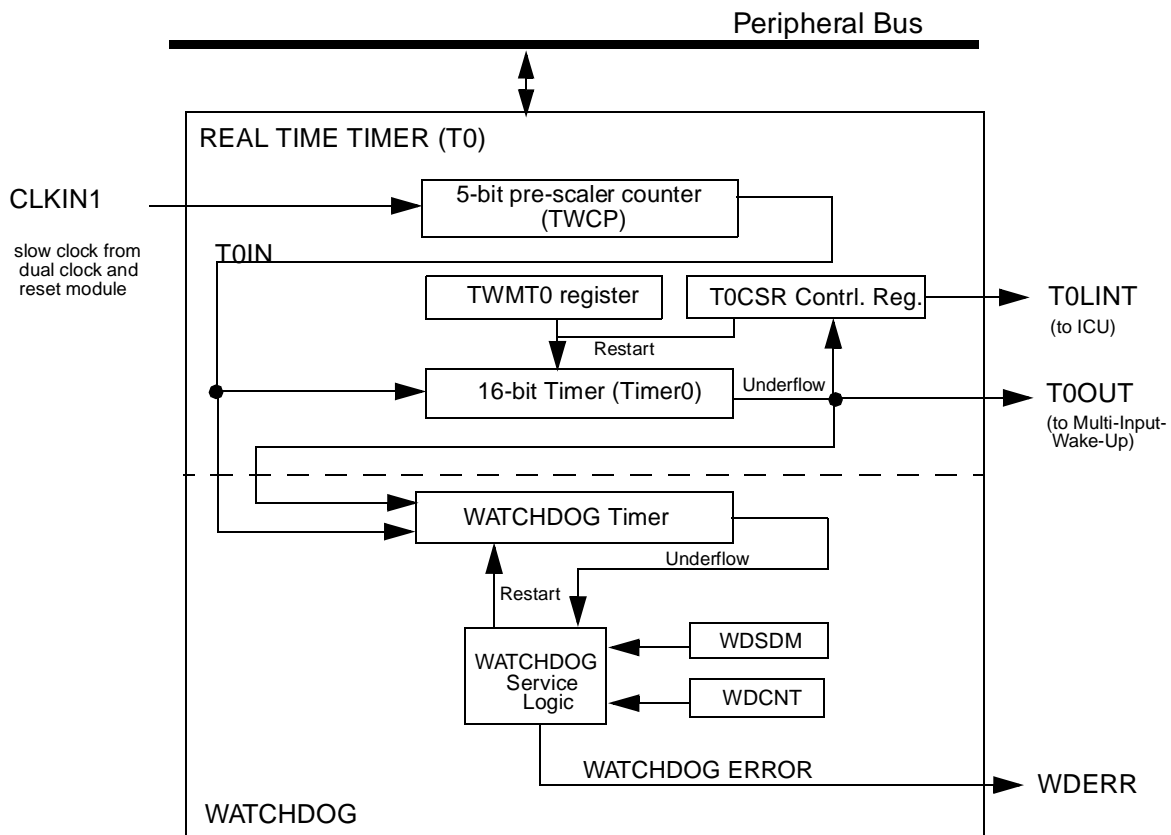 Peripheral Bus
REAL TIME TIMER (T0)
CLKIN1
slow clock from
dual clock and
reset module
5-bit pre-scaler counter
(TWCP)
T0IN
TWMT0 register
T0CSR Contrl. Reg.
T0LINT
(to ICU)
Restart
16-bit Timer (Timer0)
Underflow
T0OUT
(to Multi-Input-
Wake-Up)
WATCHDOG Timer
Underflow
Restart
WATCHDOG
Service
Logic
WDSDM
WDCNT
WATCHDOG ERROR
WDERR
WATCHDOG